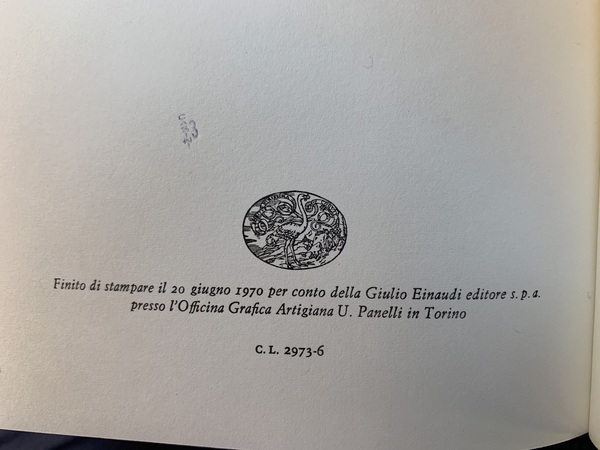 Finito di stampare il 20 giugno 1970 per conto della Giulio Einaudi editore s.p.a.
presso l'Officina Grafica Artigiana U. Panelli in Torino
C.L. 2973-6